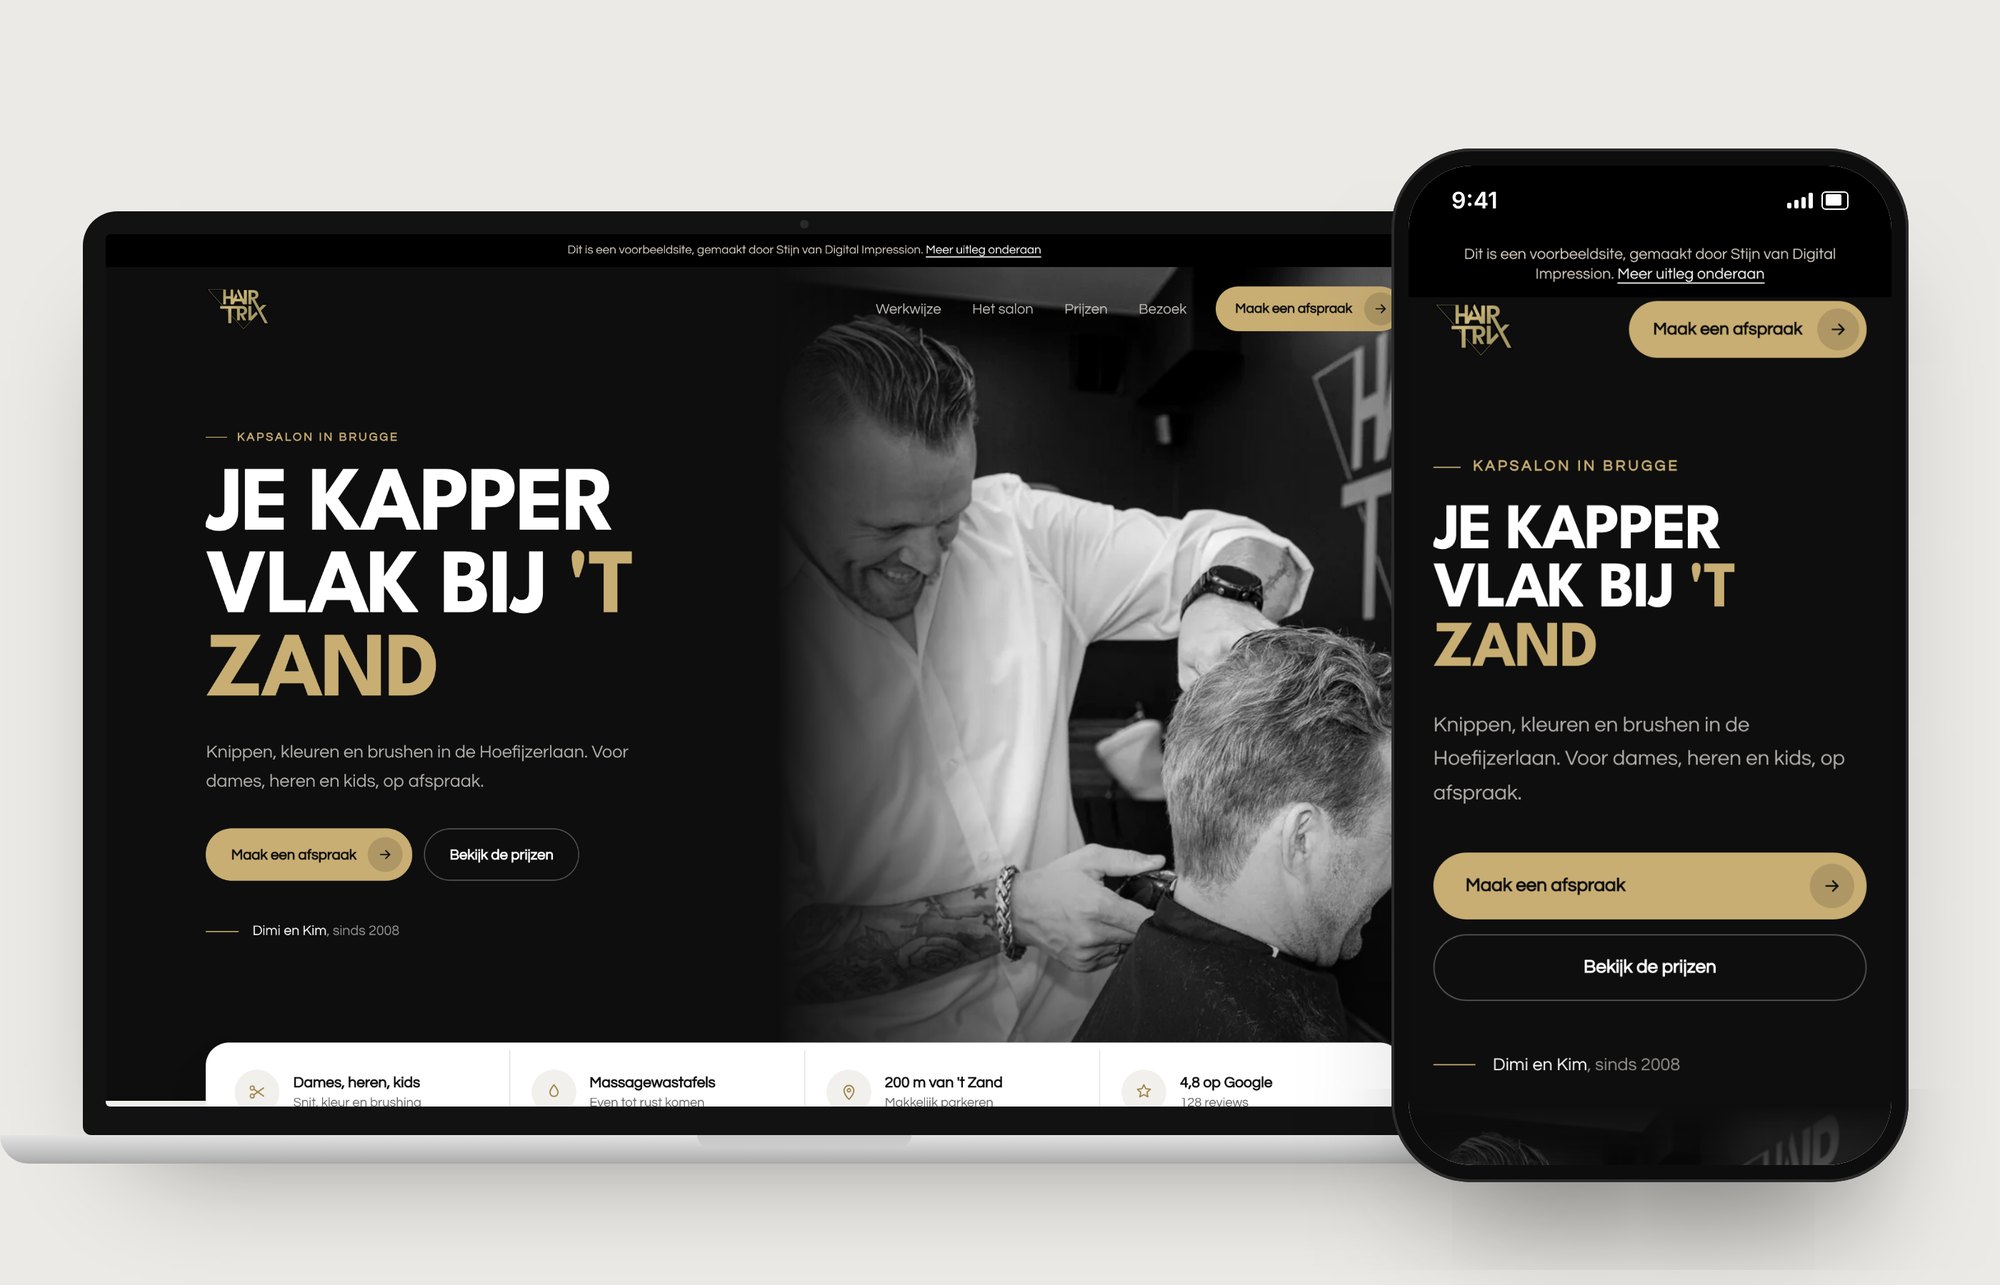 Dit is een voorbeeldsite, gemaakt door Stijn van Digital Impression. Meer uitleg onderaan
HAIR
TRIX
Werkwijze
Het salon
Prijzen
Bezoek
Maak een afspraak
KAPSALON IN BRUGGE
JE KAPPER
VLAK BIJ 'T
ZAND
Knippen, kleuren en brushen in de Hoefijzerlaan. Voor
dames, heren en kids, op afspraak.
Maak een afspraak
Bekijk de prijzen
Dimi en Kim, sinds 2008
Dames, heren, kids
Snit, kleur en brushing
Massagewastafels
Even tot rust komen
200 m van 't Zand
Makkelijk parkeren
4,8 op Google
128 reviews
9:41
Dit is een voorbeeldsite, gemaakt door Stijn van Digital
Impression. Meer uitleg onderaan
HAIR
TRIX
Maak een afspraak
KAPSALON IN BRUGGE
JE KAPPER
VLAK BIJ 'T
ZAND
Knippen, kleuren en brushen in de
Hoefijzerlaan. Voor dames, heren en kids, op
afspraak.
Maak een afspraak
Bekijk de prijzen
Dimi en Kim, sinds 2008